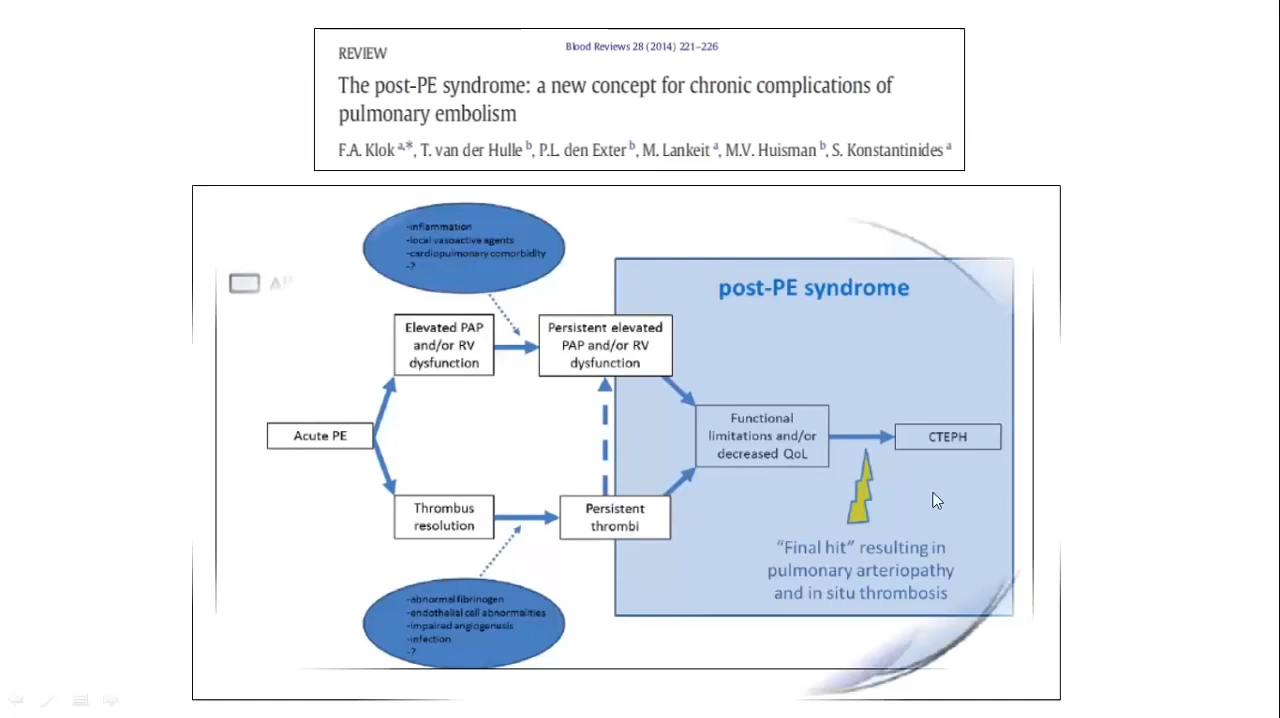 REVIEW
Blood Reviews 28 (2014) 221–226
The post-PE syndrome: a new concept for chronic complications of
pulmonary embolism
F.A. Klok a,*, T. van der Hulle b, P.L. den Exter b, M. Lankeit a, M.V. Huisman b, S. Konstantinides a
-inflammation
-local vasoactive agents
-cardiopulmonary comorbidity
-?
post-PE syndrome
Elevated PAP
and/or RV
dysfunction
Persistent elevated
PAP and/or RV
dysfunction
Acute PE
Functional
limitations and/or
decreased QoL
CTEPH
Thrombus
resolution
Persistent
thrombi
"Final hit" resulting in
pulmonary arteriopathy
and in situ thrombosis
-abnormal fibrinogen
-endothelial cell abnormalities
-impaired angiogenesis
-infection
-?